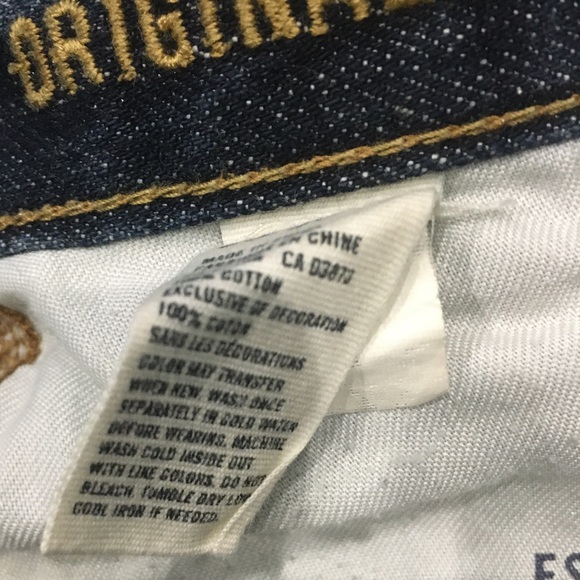 ORIGINAL
MADE IN CHINE
CA 03873
COTTON
EXCLUSIVE OF DECORATION
100% COTON
SANS LES DÉCORATIONS
COLOR MAY TRANSFER
WHEN NEW. WASH ONCE
SEPARATELY IN COLD WATER
BEFORE WEARING. MACHINE
WASH COLD INSIDE OUT
WITH LIKE COLORS. DO NOT
BLEACH. TUMBLE DRY LOW
COOL IRON IF NEEDED.
ES